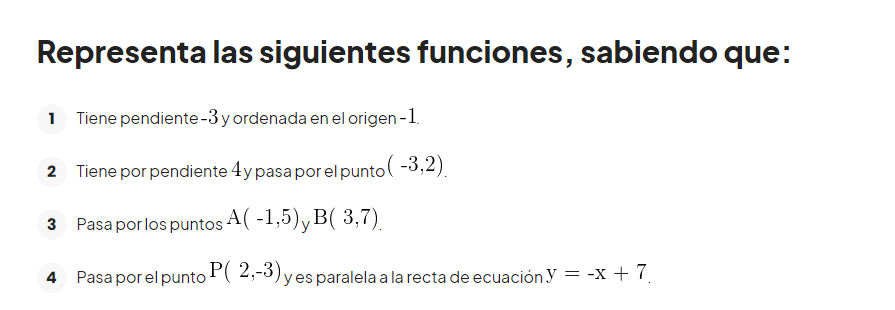 Representa las siguientes funciones, sabiendo que:
1 Tiene pendiente -3 y ordenada en el origen -1.
2 Tiene por pendiente 4 y pasa por el punto ( -3,2).
3 Pasa por los puntos A( -1,5) y B( 3,7).
4 Pasa por el punto P( 2,-3) y es paralela a la recta de ecuación y = -x + 7.